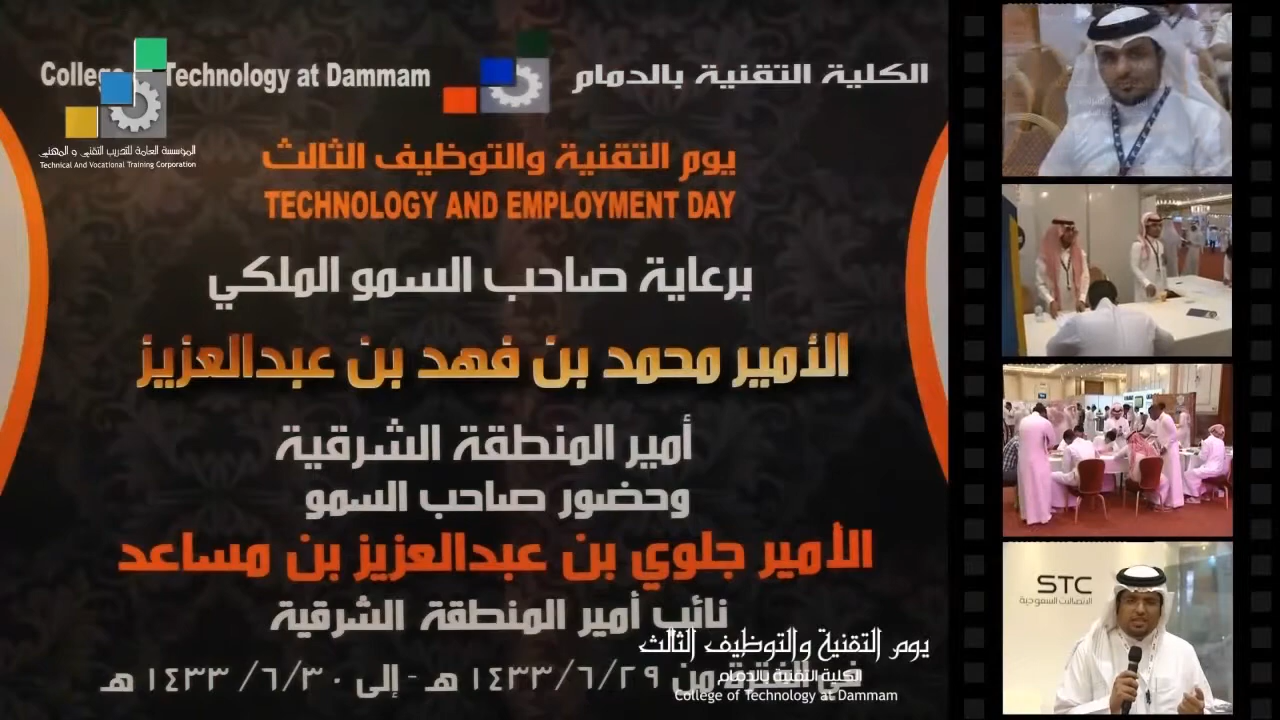 College of Technology at Dammam
الكلية التقنية بالدمام
المؤسسة العامة للتدريب التقني و المهني
Technical And Vocational Training Corporation
يوم التقنية والتوظيف الثالث
TECHNOLOGY AND EMPLOYMENT DAY
برعاية صاحب السمو الملكي
الأمير محمد بن فهد بن عبدالعزيز
أمير المنطقة الشرقية
وحضور صاحب السمو
الأمير جلوي بن عبدالعزيز بن مساعد
نائب أمير المنطقة الشرقية
في الفترة من ١٤٣٣/٦/٢٩ هـ - إلى ١٤٣٣/٦/٣٠ هـ
يوم التقنية والتوظيف الثالث
الكلية التقنية بالدمام
College of Technology at Dammam
STC
الاتصالات السعودية